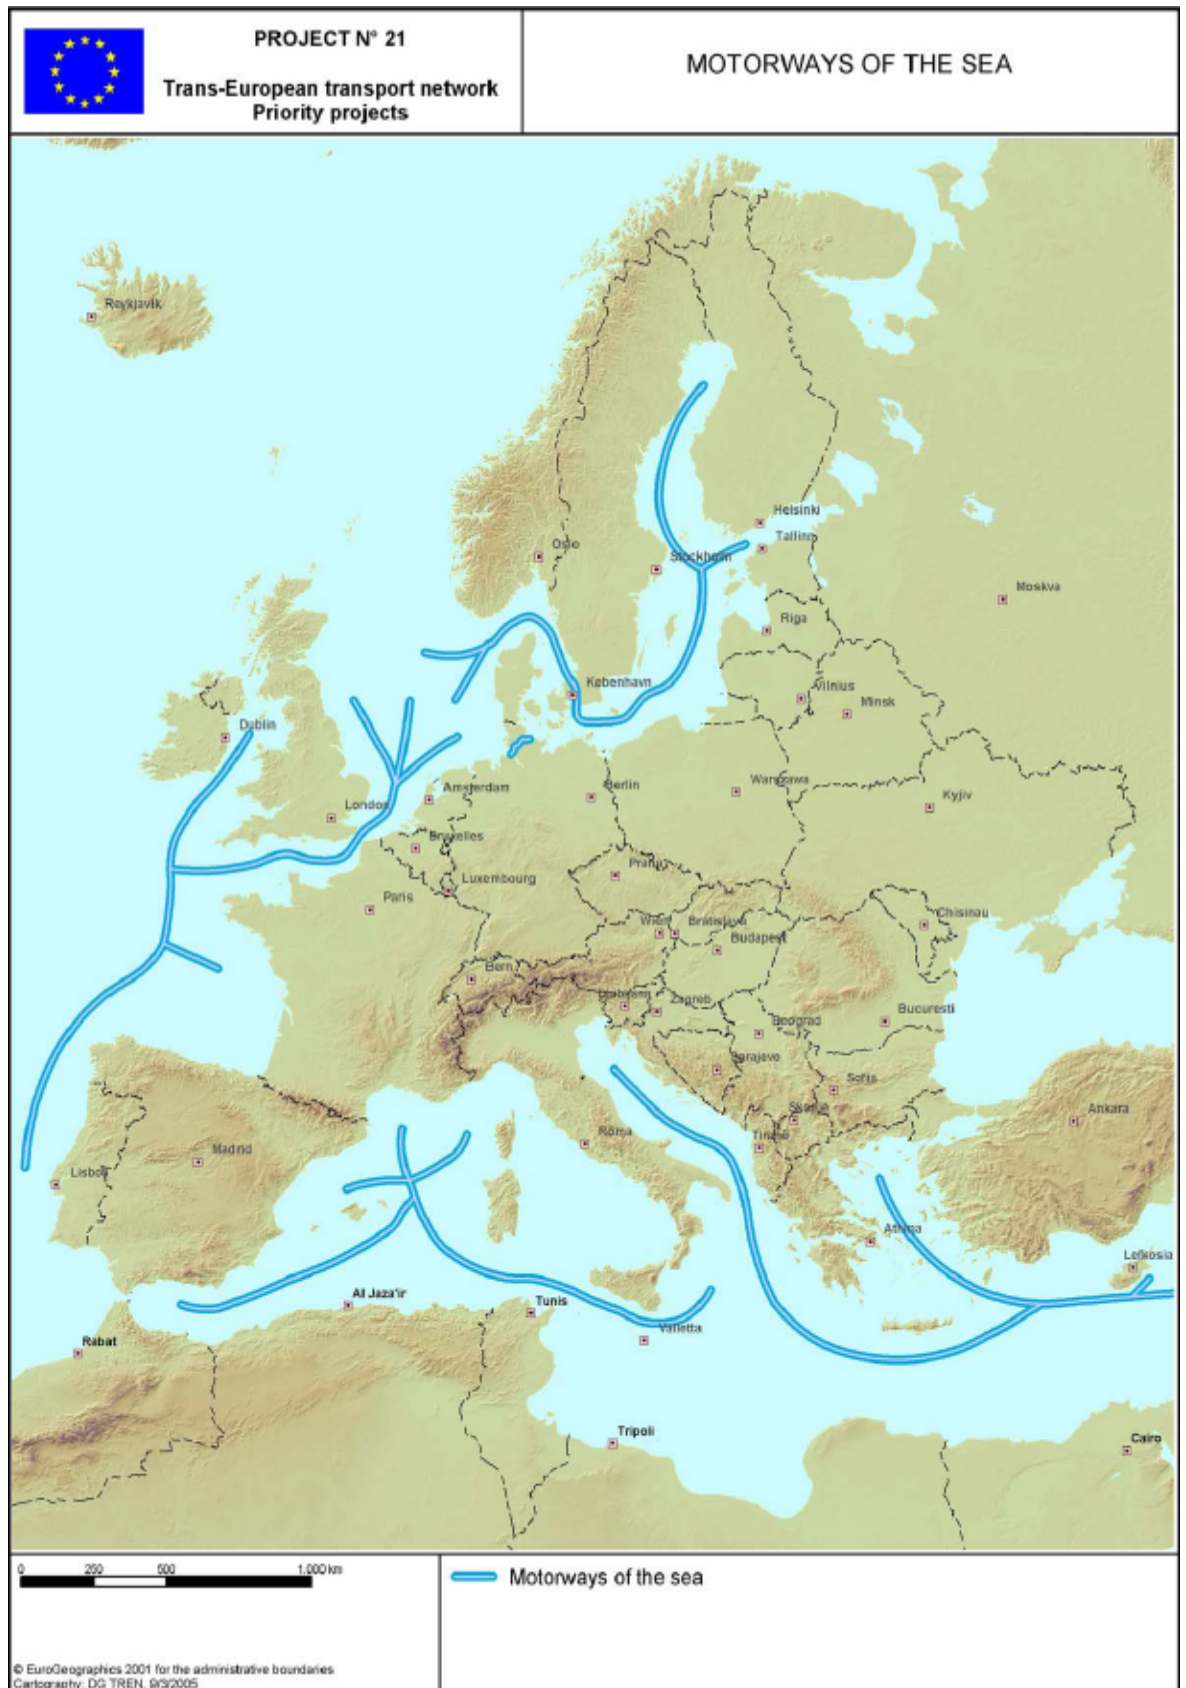 PROJECT N° 21
Trans-European transport network
Priority projects
MOTORWAYS OF THE SEA
Reykjavik
Helsinki
Tallinn
Oslo
Stockholm
Moskva
Riga
København
Vilnius
Minsk
Dublin
Amsterdam
Berlin
Warszawa
London
Kyjiv
Bruxelles
Praha
Luxembourg
Paris
Chisinau
Wien
Bratislava
Budapest
Bern
Ljubljana
Zagreb
Bucuresti
Beograd
Sarajevo
Sofia
Skopje
Ankara
Roma
Tiranë
Madrid
Lisboa
Athina
Lefkosia
Al Jaza'ir
Tunis
Valletta
Rabat
Tripoli
Cairo
0 250 500 1.000 km
Motorways of the sea
© EuroGeographics 2001 for the administrative boundaries
Cartography: DG TREN, 9/3/2005